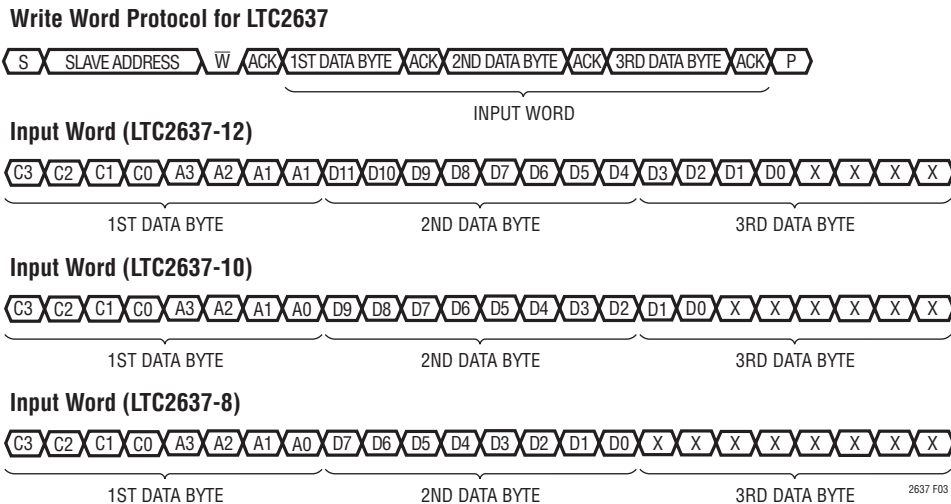 Write Word Protocol for LTC2637
S SLAVE ADDRESS W ACK 1ST DATA BYTE ACK 2ND DATA BYTE ACK 3RD DATA BYTE ACK P
INPUT WORD
Input Word (LTC2637-12)
C3 C2 C1 C0 A3 A2 A1 A1 D11 D10 D9 D8 D7 D6 D5 D4 D3 D2 D1 D0 X X X X
1ST DATA BYTE 2ND DATA BYTE 3RD DATA BYTE
Input Word (LTC2637-10)
C3 C2 C1 C0 A3 A2 A1 A0 D9 D8 D7 D6 D5 D4 D3 D2 D1 D0 X X X X X X
1ST DATA BYTE 2ND DATA BYTE 3RD DATA BYTE
Input Word (LTC2637-8)
C3 C2 C1 C0 A3 A2 A1 A0 D7 D6 D5 D4 D3 D2 D1 D0 X X X X X X X X
1ST DATA BYTE 2ND DATA BYTE 3RD DATA BYTE 2637 F03